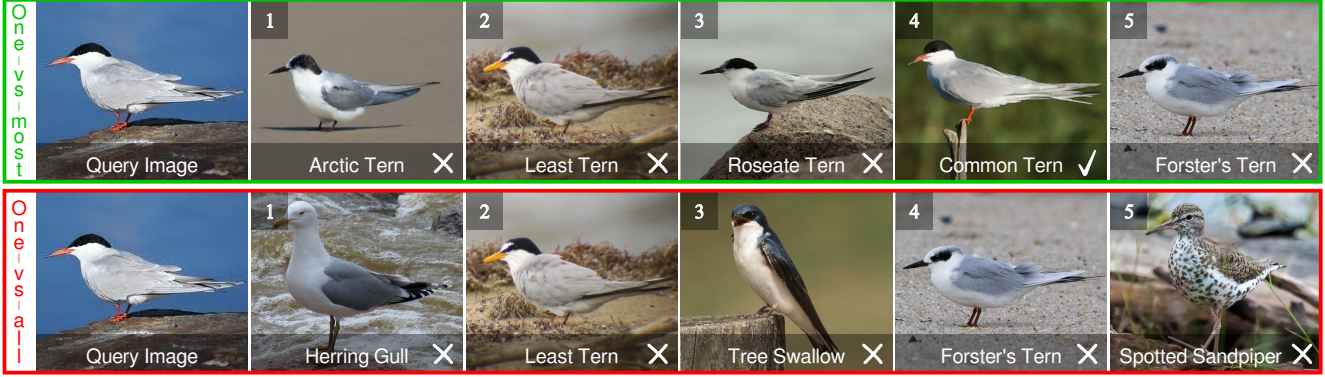 One-vs-most
Query Image
1
Arctic Tern
2
Least Tern
3
Roseate Tern
4
Common Tern
5
Forster's Tern
One-vs-all
Query Image
1
Herring Gull
2
Least Tern
3
Tree Swallow
4
Forster's Tern
5
Spotted Sandpiper